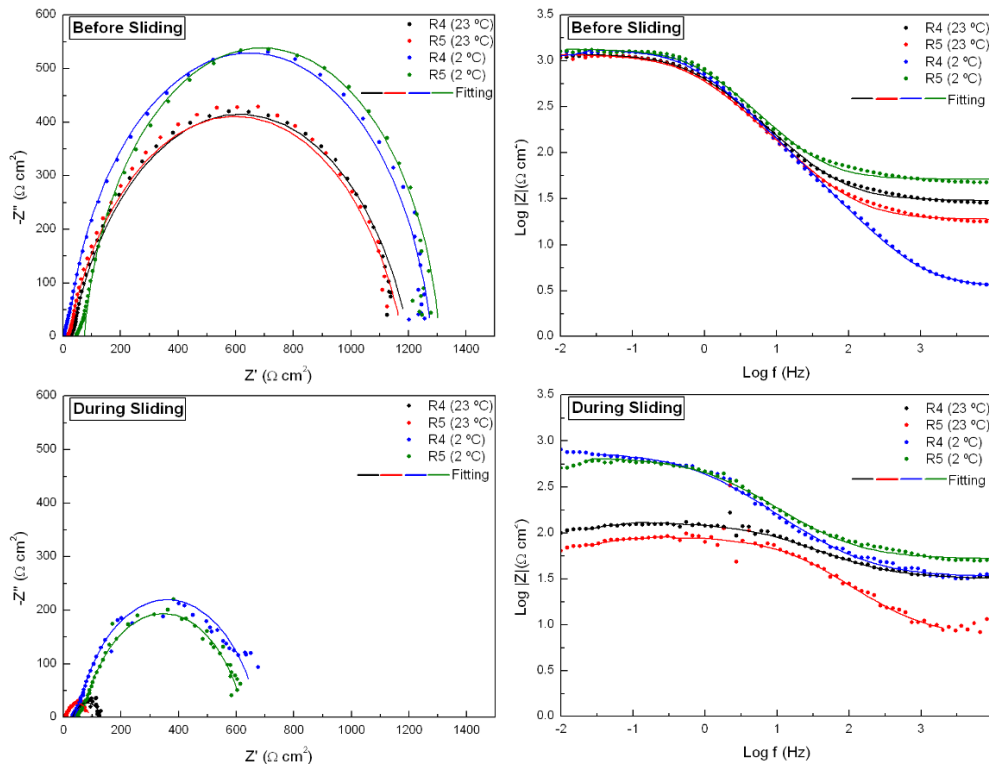 Before Sliding
R4 (23 ºC)
R5 (23 ºC)
R4 (2 ºC)
R5 (2 ºC)
Fitting
600
500
400
300
200
100
0
-Z'' (Ω cm²)
0 200 400 600 800 1000 1200 1400
Z' (Ω cm²)
Before Sliding
R4 (23 ºC)
R5 (23 ºC)
R4 (2 ºC)
R5 (2 ºC)
Fitting
3.5
3.0
2.5
2.0
1.5
1.0
0.5
0.0
Log |Z|(Ω cm²)
-2 -1 0 1 2 3
Log f (Hz)
During Sliding
R4 (23 ºC)
R5 (23 ºC)
R4 (2 ºC)
R5 (2 ºC)
Fitting
600
500
400
300
200
100
0
-Z'' (Ω cm²)
0 200 400 600 800 1000 1200 1400
Z' (Ω cm²)
During Sliding
R4 (23 ºC)
R5 (23 ºC)
R4 (2 ºC)
R5 (2 ºC)
Fitting
3.5
3.0
2.5
2.0
1.5
1.0
0.5
0.0
Log |Z|(Ω cm²)
-2 -1 0 1 2 3
Log f (Hz)